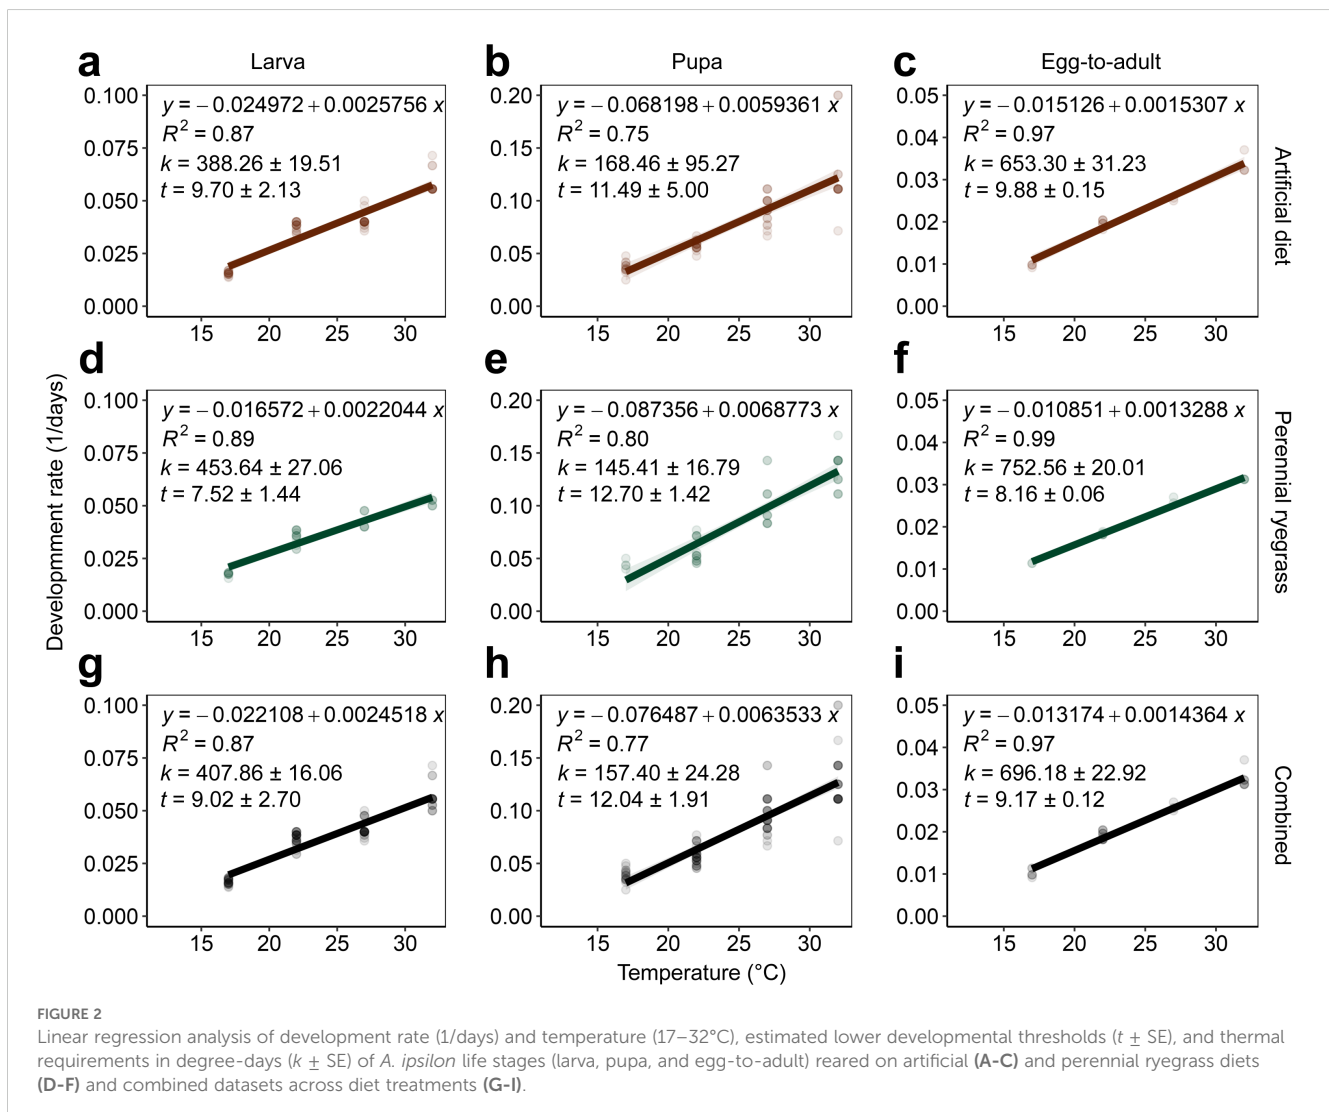 a
Larva
b
Pupa
c
Egg-to-adult
y = −0.024972 + 0.0025756 x
R² = 0.87
k = 388.26 ± 19.51
t = 9.70 ± 2.13
0.100
0.075
0.050
0.025
0.000
15 20 25 30
y = −0.068198 + 0.0059361 x
R² = 0.75
k = 168.46 ± 95.27
t = 11.49 ± 5.00
0.20
0.15
0.10
0.05
0.00
15 20 25 30
y = −0.015126 + 0.0015307 x
R² = 0.97
k = 653.30 ± 31.23
t = 9.88 ± 0.15
0.05
0.04
0.03
0.02
0.01
0.00
15 20 25 30
Artificial diet
d
e
f
y = −0.016572 + 0.0022044 x
R² = 0.89
k = 453.64 ± 27.06
t = 7.52 ± 1.44
0.100
0.075
0.050
0.025
0.000
15 20 25 30
y = −0.087356 + 0.0068773 x
R² = 0.80
k = 145.41 ± 16.79
t = 12.70 ± 1.42
0.20
0.15
0.10
0.05
0.00
15 20 25 30
y = −0.010851 + 0.0013288 x
R² = 0.99
k = 752.56 ± 20.01
t = 8.16 ± 0.06
0.05
0.04
0.03
0.02
0.01
0.00
15 20 25 30
Perennial ryegrass
Developmment rate (1/days)
g
h
i
y = −0.022108 + 0.0024518 x
R² = 0.87
k = 407.86 ± 16.06
t = 9.02 ± 2.70
0.100
0.075
0.050
0.025
0.000
15 20 25 30
y = −0.076487 + 0.0063533 x
R² = 0.77
k = 157.40 ± 24.28
t = 12.04 ± 1.91
0.20
0.15
0.10
0.05
0.00
15 20 25 30
y = −0.013174 + 0.0014364 x
R² = 0.97
k = 696.18 ± 22.92
t = 9.17 ± 0.12
0.05
0.04
0.03
0.02
0.01
0.00
15 20 25 30
Combined
Temperature (°C)
FIGURE 2
Linear regression analysis of development rate (1/days) and temperature (17–32°C), estimated lower developmental thresholds (t ± SE), and thermal
requirements in degree-days (k ± SE) of A. ipsilon life stages (larva, pupa, and egg-to-adult) reared on artificial (A-C) and perennial ryegrass diets
(D-F) and combined datasets across diet treatments (G-I).